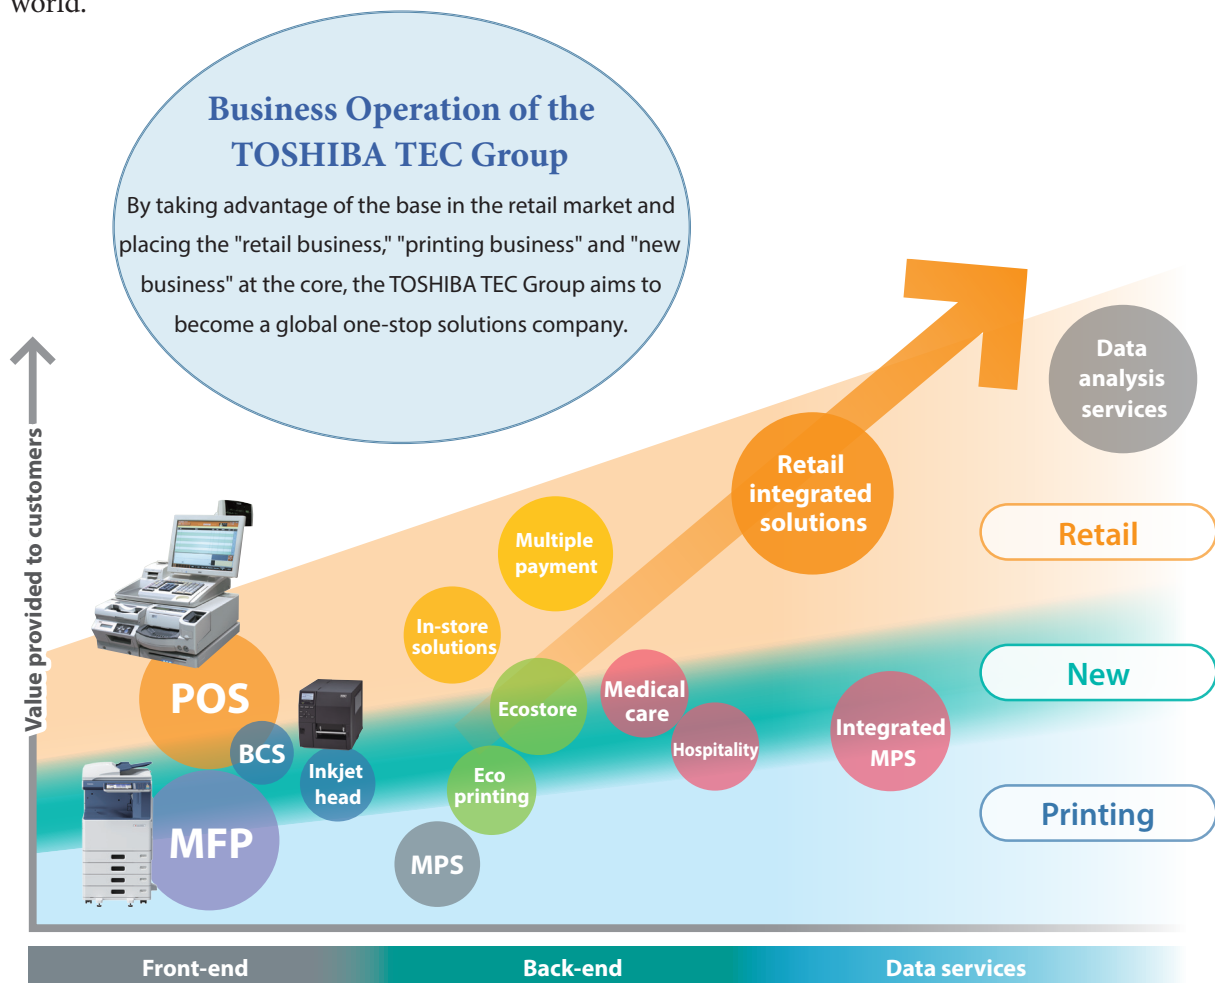 world.
Business Operation of the
TOSHIBA TEC Group
By taking advantage of the base in the retail market and
placing the "retail business," "printing business" and "new
business" at the core, the TOSHIBA TEC Group aims to
become a global one-stop solutions company.
Value provided to customers
Data
analysis
services
Retail
integrated
solutions
Multiple
payment
Retail
In-store
solutions
POS
Ecostore
Medical
care
New
BCS
Hospitality
Integrated
MPS
Inkjet
head
Eco
printing
Printing
MFP
MPS
Front-end
Back-end
Data services